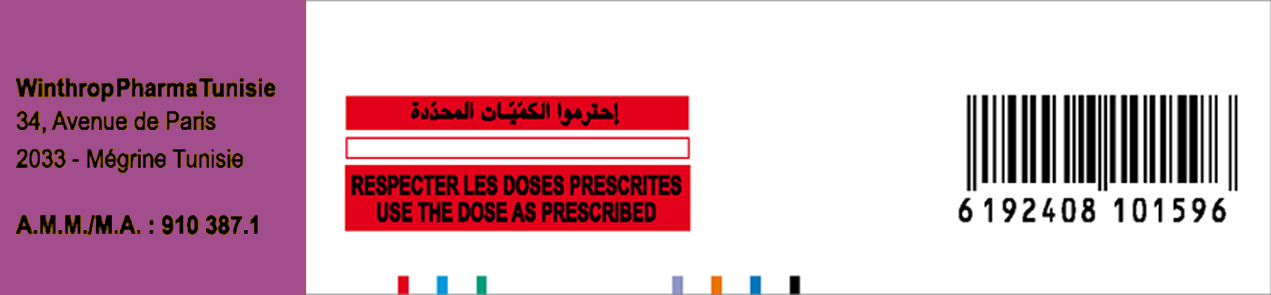 Winthrop Pharma Tunisie
34, Avenue de Paris
2033 - Mégrine Tunisie
A.M.M./M.A. : 910 387.1
إحترموا الكمّيّـات المحدّدة
RESPECTER LES DOSES PRESCRITES
USE THE DOSE AS PRESCRIBED
6 192408 101596